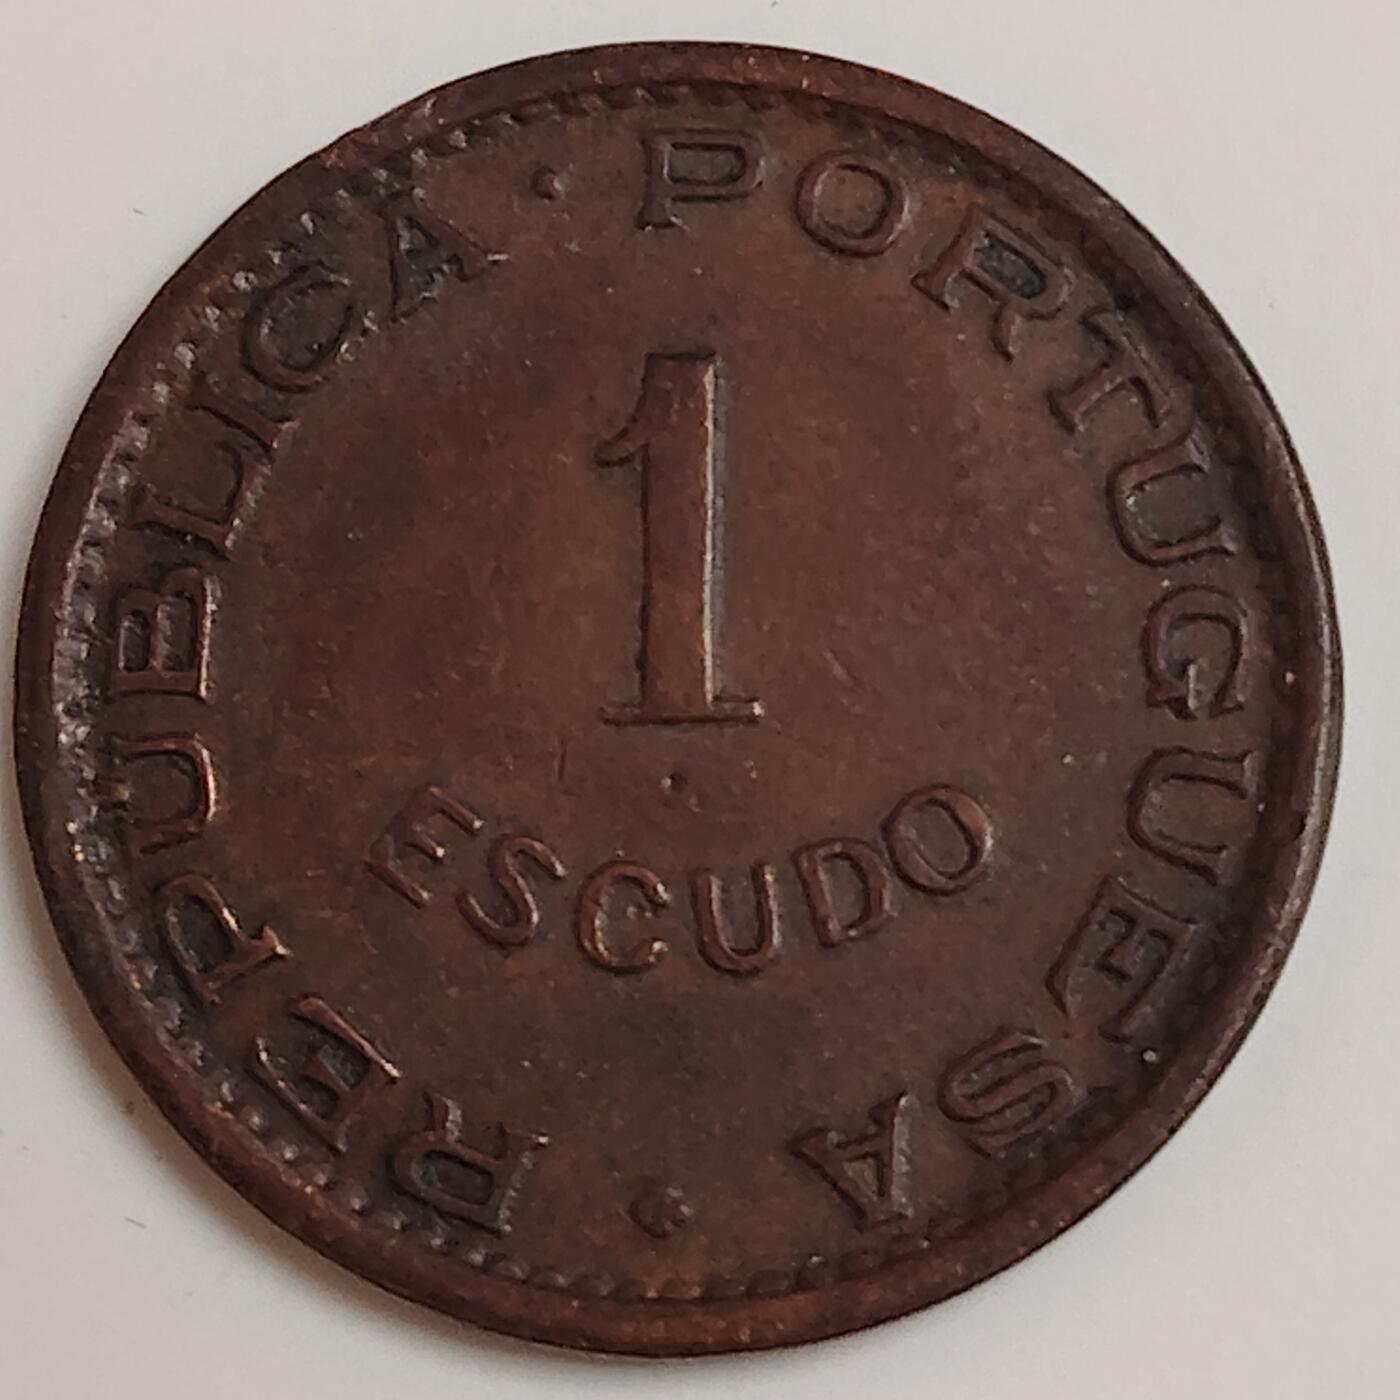 REPUBLICA · PORTUGUESA ·
1
ESCUDO